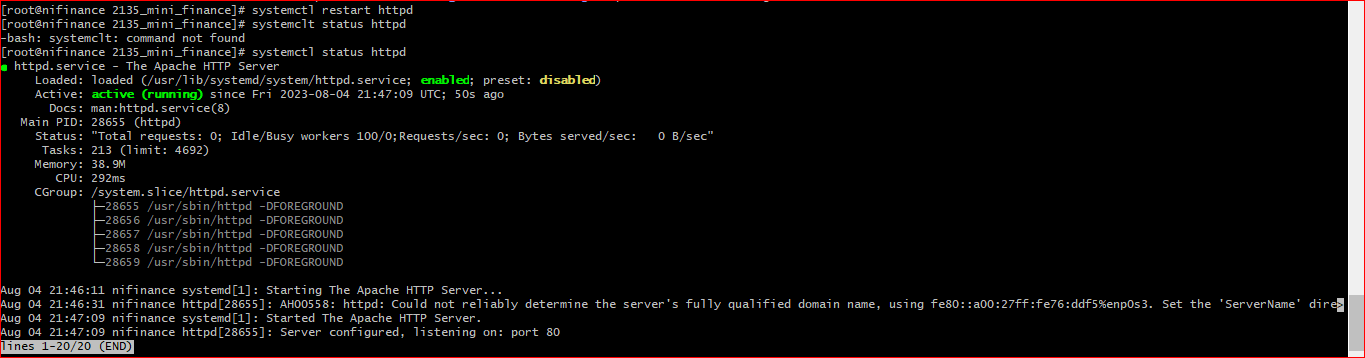 [root@nifinance 2135_mini_finance]# systemctl restart httpd
[root@nifinance 2135_mini_finance]# systemclt status httpd
-bash: systemclt: command not found
[root@nifinance 2135_mini_finance]# systemctl status httpd
● httpd.service - The Apache HTTP Server
     Loaded: loaded (/usr/lib/systemd/system/httpd.service; enabled; preset: disabled)
     Active: active (running) since Fri 2023-08-04 21:47:09 UTC; 50s ago
       Docs: man:httpd.service(8)
   Main PID: 28655 (httpd)
     Status: "Total requests: 0; Idle/Busy workers 100/0;Requests/sec: 0; Bytes served/sec:   0 B/sec"
      Tasks: 213 (limit: 4692)
     Memory: 38.9M
        CPU: 292ms
     CGroup: /system.slice/httpd.service
             ├─28655 /usr/sbin/httpd -DFOREGROUND
             ├─28656 /usr/sbin/httpd -DFOREGROUND
             ├─28657 /usr/sbin/httpd -DFOREGROUND
             ├─28658 /usr/sbin/httpd -DFOREGROUND
             └─28659 /usr/sbin/httpd -DFOREGROUND
Aug 04 21:46:11 nifinance systemd[1]: Starting The Apache HTTP Server...
Aug 04 21:46:31 nifinance httpd[28655]: AH00558: httpd: Could not reliably determine the server's fully qualified domain name, using fe80::a00:27ff:fe76:ddf5%enp0s3. Set the 'ServerName' dire>
Aug 04 21:47:09 nifinance systemd[1]: Started The Apache HTTP Server.
Aug 04 21:47:09 nifinance httpd[28655]: Server configured, listening on: port 80
lines 1-20/20 (END)